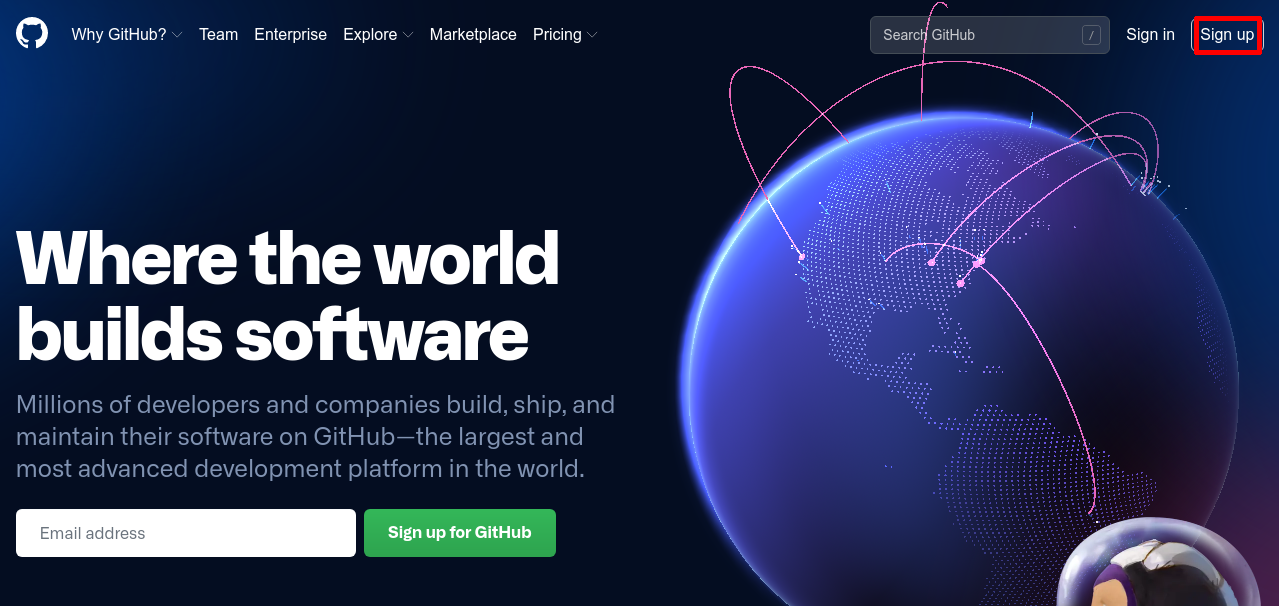 Why GitHub? Team Enterprise Explore Marketplace Pricing Search GitHub / Sign in Sign up
Where the world
builds software
Millions of developers and companies build, ship, and
maintain their software on GitHub—the largest and
most advanced development platform in the world.
Email address Sign up for GitHub